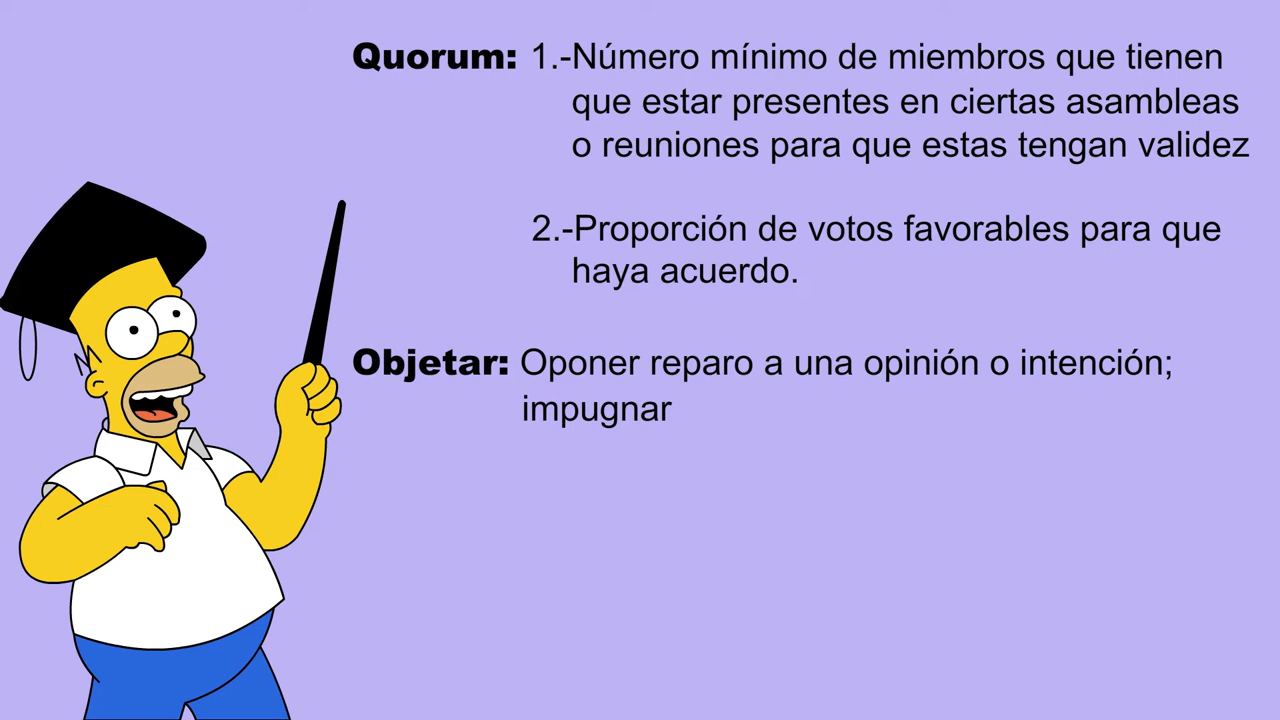 Quorum: 1.-Número mínimo de miembros que tienen
que estar presentes en ciertas asambleas
o reuniones para que estas tengan validez
2.-Proporción de votos favorables para que
haya acuerdo.
Objetar: Oponer reparo a una opinión o intención;
impugnar